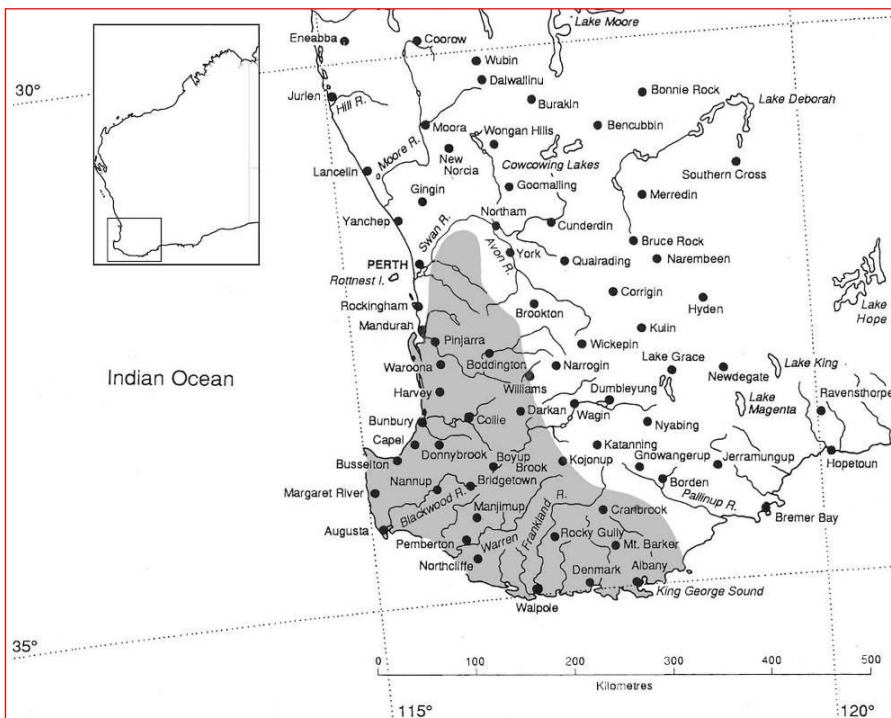 Lake Moore
Eneabba
Coorow
Wubin
30°
Dalwallinu
Jurien
Hill R.
Burakin
Bonnie Rock
Lake Deborah
Moora
Wongan Hills
Bencubbin
Moore R.
New
Norcia
Cowcowing Lakes
Southern Cross
Lancelin
Gingin
Goomalling
Merredin
Yanchep
Swan R.
Northam
Cunderdin
Avon R.
Bruce Rock
PERTH
York
Quairading
Narembeen
Rottnest I.
Corrigin
Hyden
Lake
Hope
Rockingham
Brookton
Mandurah
Kulin
Pinjarra
Wickepin
Boddington
Lake Grace
Lake King
Indian Ocean
Waroona
Narrogin
Newdegate
Williams
Dumbleyung
Ravensthorpe
Harvey
Lake
Magenta
Darkan
Wagin
Bunbury
Collie
Nyabing
Capel
Donnybrook
Katanning
Jerramungup
Hopetoun
Busselton
Boyup
Brook
Kojonup
Gnowangerup
Nannup
Bridgetown
Borden
Margaret River
Blackwood R.
Pallinup R.
Manjimup
Frankland R.
Cranbrook
Bremer Bay
Augusta
Pemberton
Warren
Rocky Gully
Mt. Barker
Northcliffe
Denmark
Albany
King George Sound
Walpole
35°
0 100 200 300 400 500
Kilometres
115°
120°